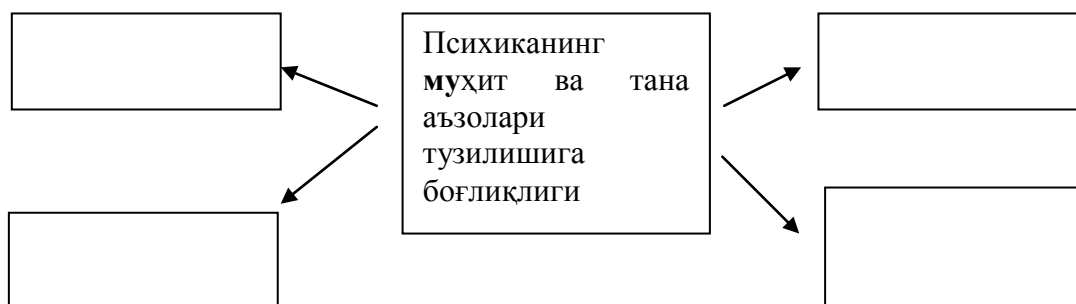 Психиканинг
муҳит ва тана
аъзолари
тузилишига
боғлиқлиги